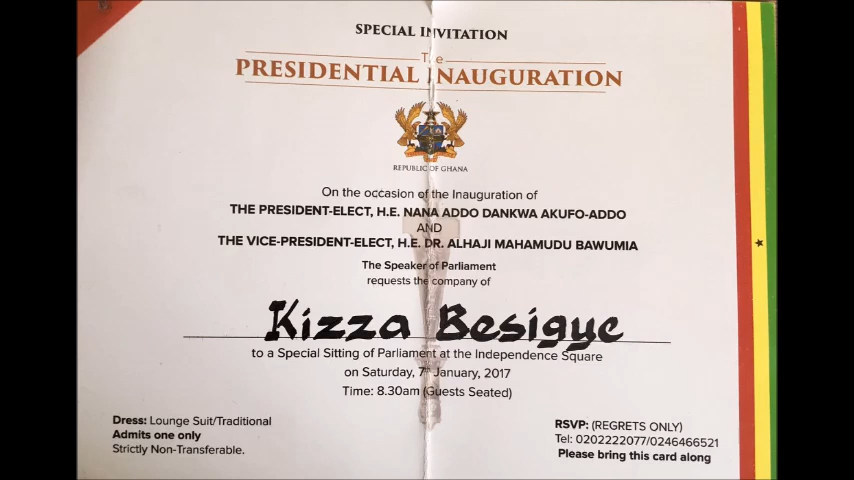 SPECIAL INVITATION
The
PRESIDENTIAL INAUGURATION
REPUBLIC OF GHANA
On the occasion of the Inauguration of
THE PRESIDENT-ELECT, H.E. NANA ADDO DANKWA AKUFO-ADDO
AND
THE VICE-PRESIDENT-ELECT, H.E. DR. ALHAJI MAHAMUDU BAWUMIA
The Speaker of Parliament
requests the company of
Kizza Besigye
to a Special Sitting of Parliament at the Independence Square
on Saturday, 7th January, 2017
Time: 8.30am (Guests Seated)
Dress: Lounge Suit/Traditional
Admits one only
Strictly Non-Transferable.
RSVP: (REGRETS ONLY)
Tel: 0202222077/0246466521
Please bring this card along